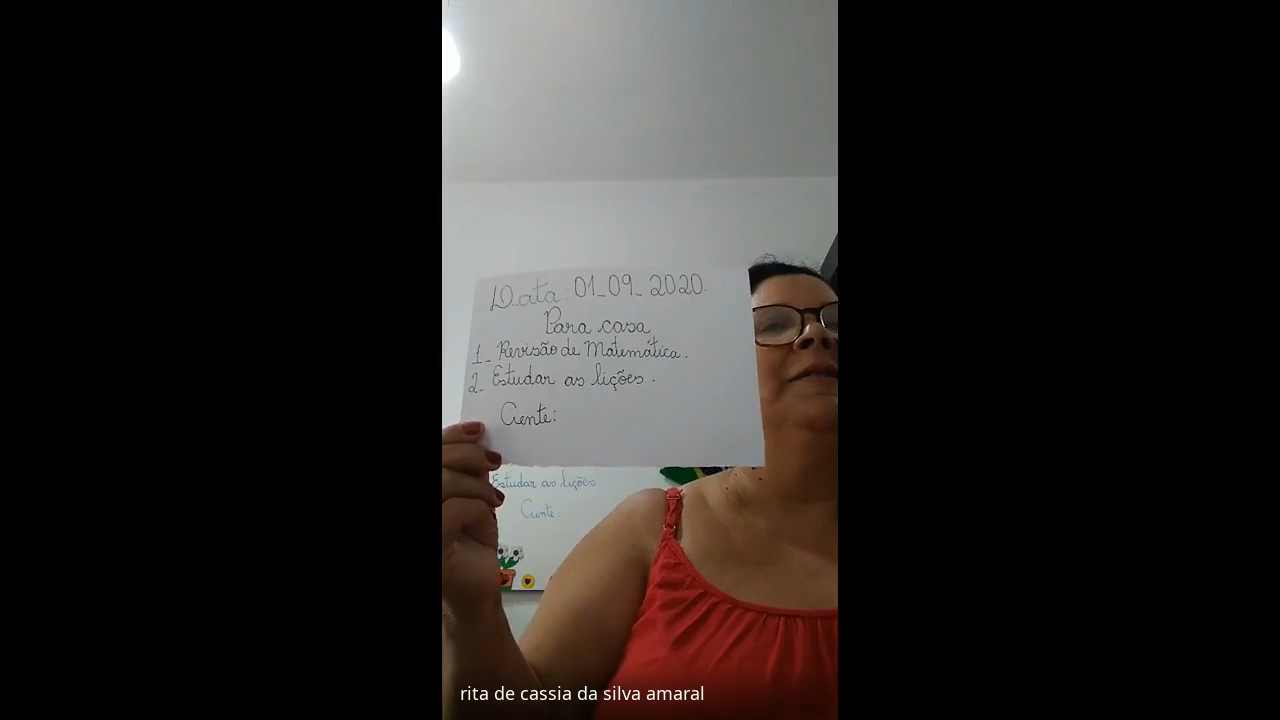 Data: 01_09_2020
Para casa
1_ Revisão de Matemática.
2_ Estudar as lições.
Ciente:
Estudar as lições
Ciente:
rita de cassia da silva amaral